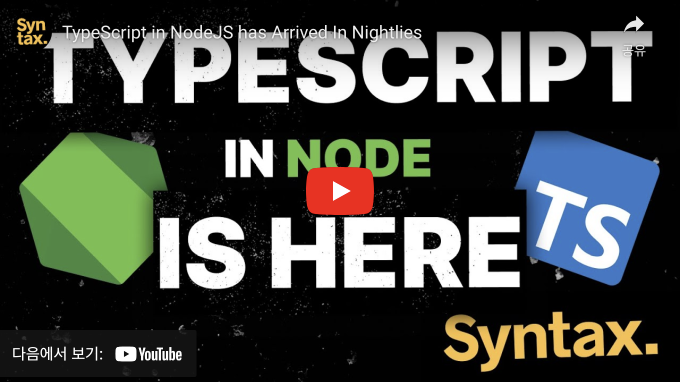 Syn
tax.
TypeScript in NodeJS has Arrived In Nightlies
공유
TYPESCRIPT
IN NODE
IS HERE
TS
Syntax.
다음에서 보기: YouTube